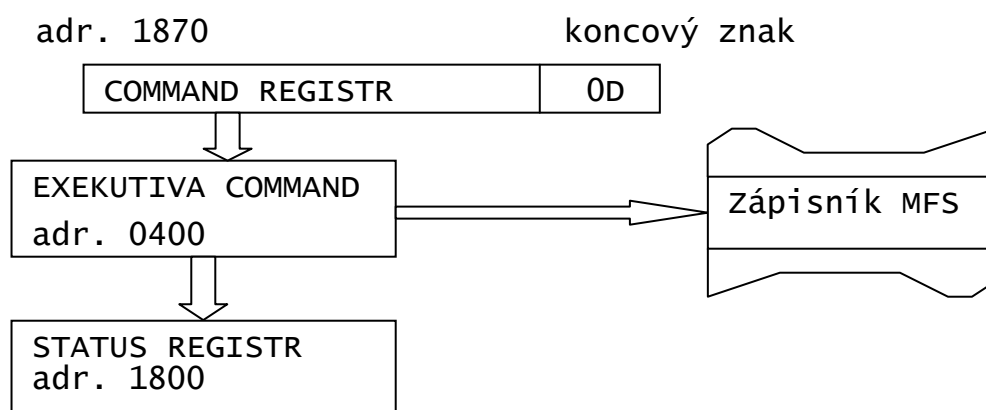 adr. 1870 koncový znak
COMMAND REGISTR 0D
EXEKUTIVA COMMAND
adr. 0400
Zápisník MFS
STATUS REGISTR
adr. 1800